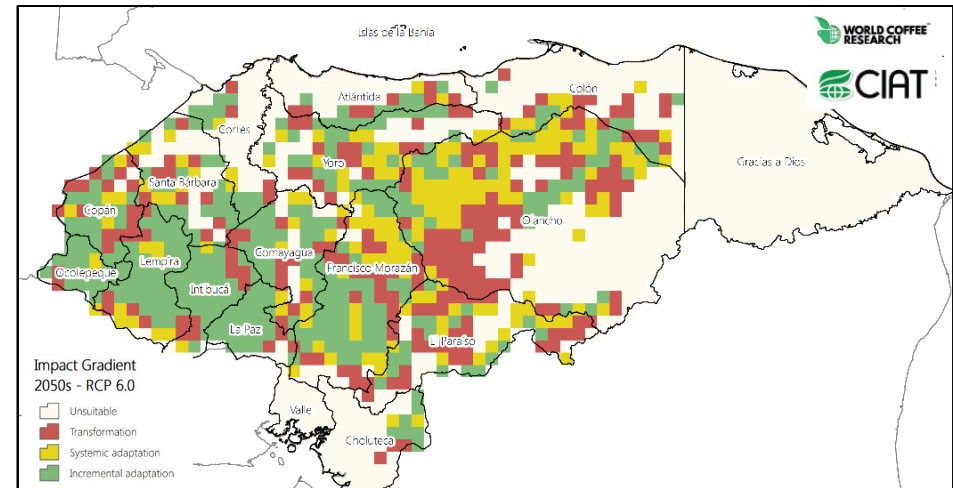 Islas de la Bahía
WORLD COFFEE™
RESEARCH
CIAT
Atlántida
Colón
Cortés
Yoro
Gracias a Dios
Santa Bárbara
Copán
Olancho
Comayagua
Lempira
Francisco Morazán
Ocotepeque
Intibucá
La Paz
El Paraíso
Impact Gradient
2050s - RCP 6.0
Unsuitable
Transformation
Systemic adaptation
Incremental adaptation
Valle
Choluteca